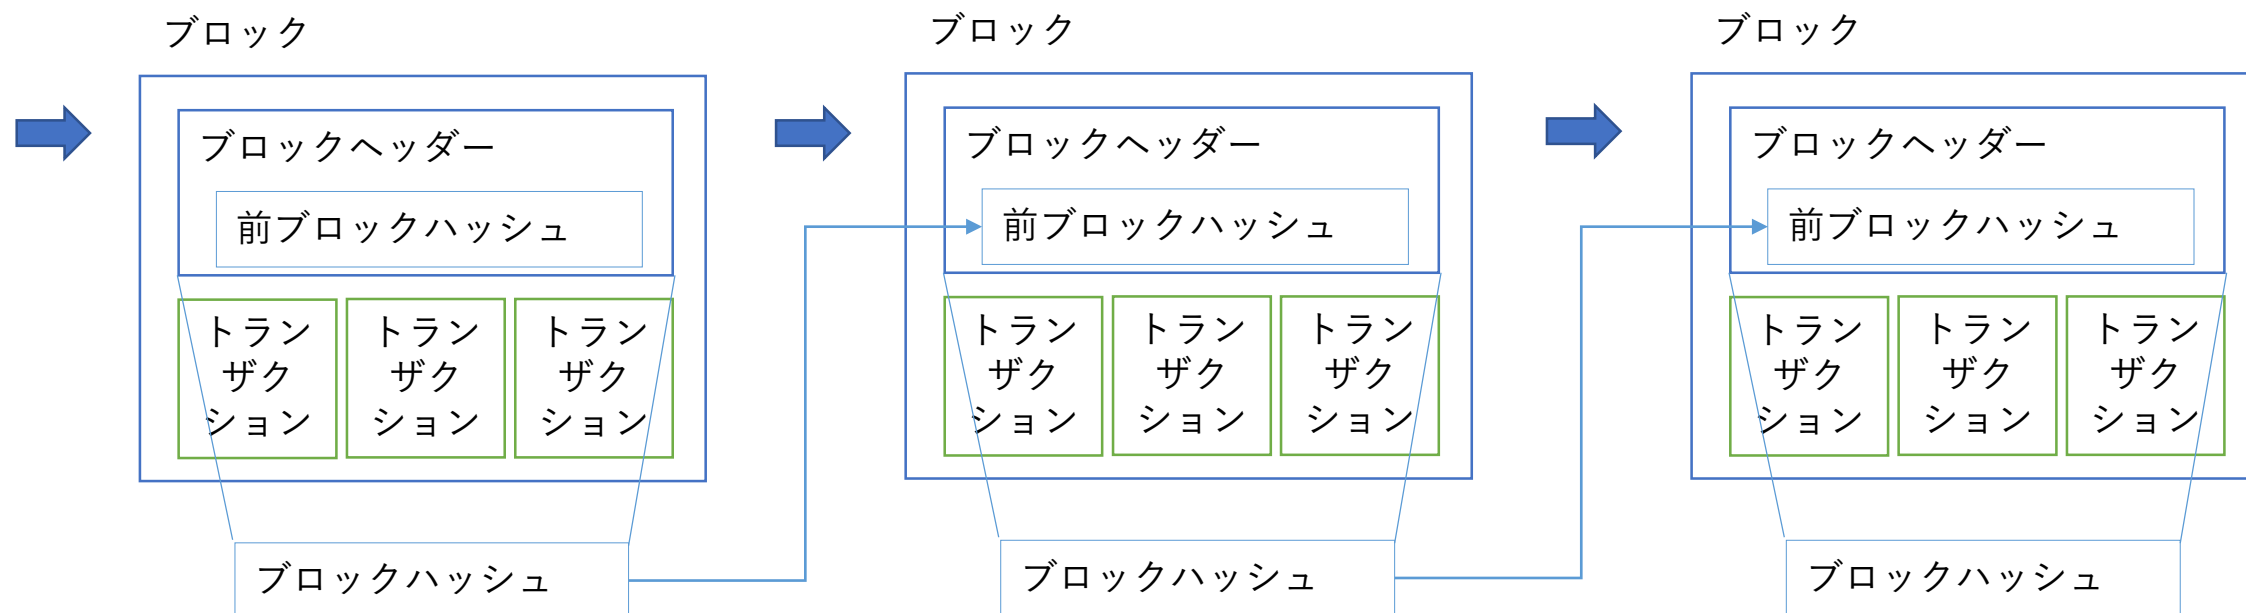 ブロック
ブロックヘッダー
前ブロックハッシュ
トラン
ザク
ション
トラン
ザク
ション
トラン
ザク
ション
ブロックハッシュ
ブロック
ブロックヘッダー
前ブロックハッシュ
トラン
ザク
ション
トラン
ザク
ション
トラン
ザク
ション
ブロックハッシュ
ブロック
ブロックヘッダー
前ブロックハッシュ
トラン
ザク
ション
トラン
ザク
ション
トラン
ザク
ション
ブロックハッシュ